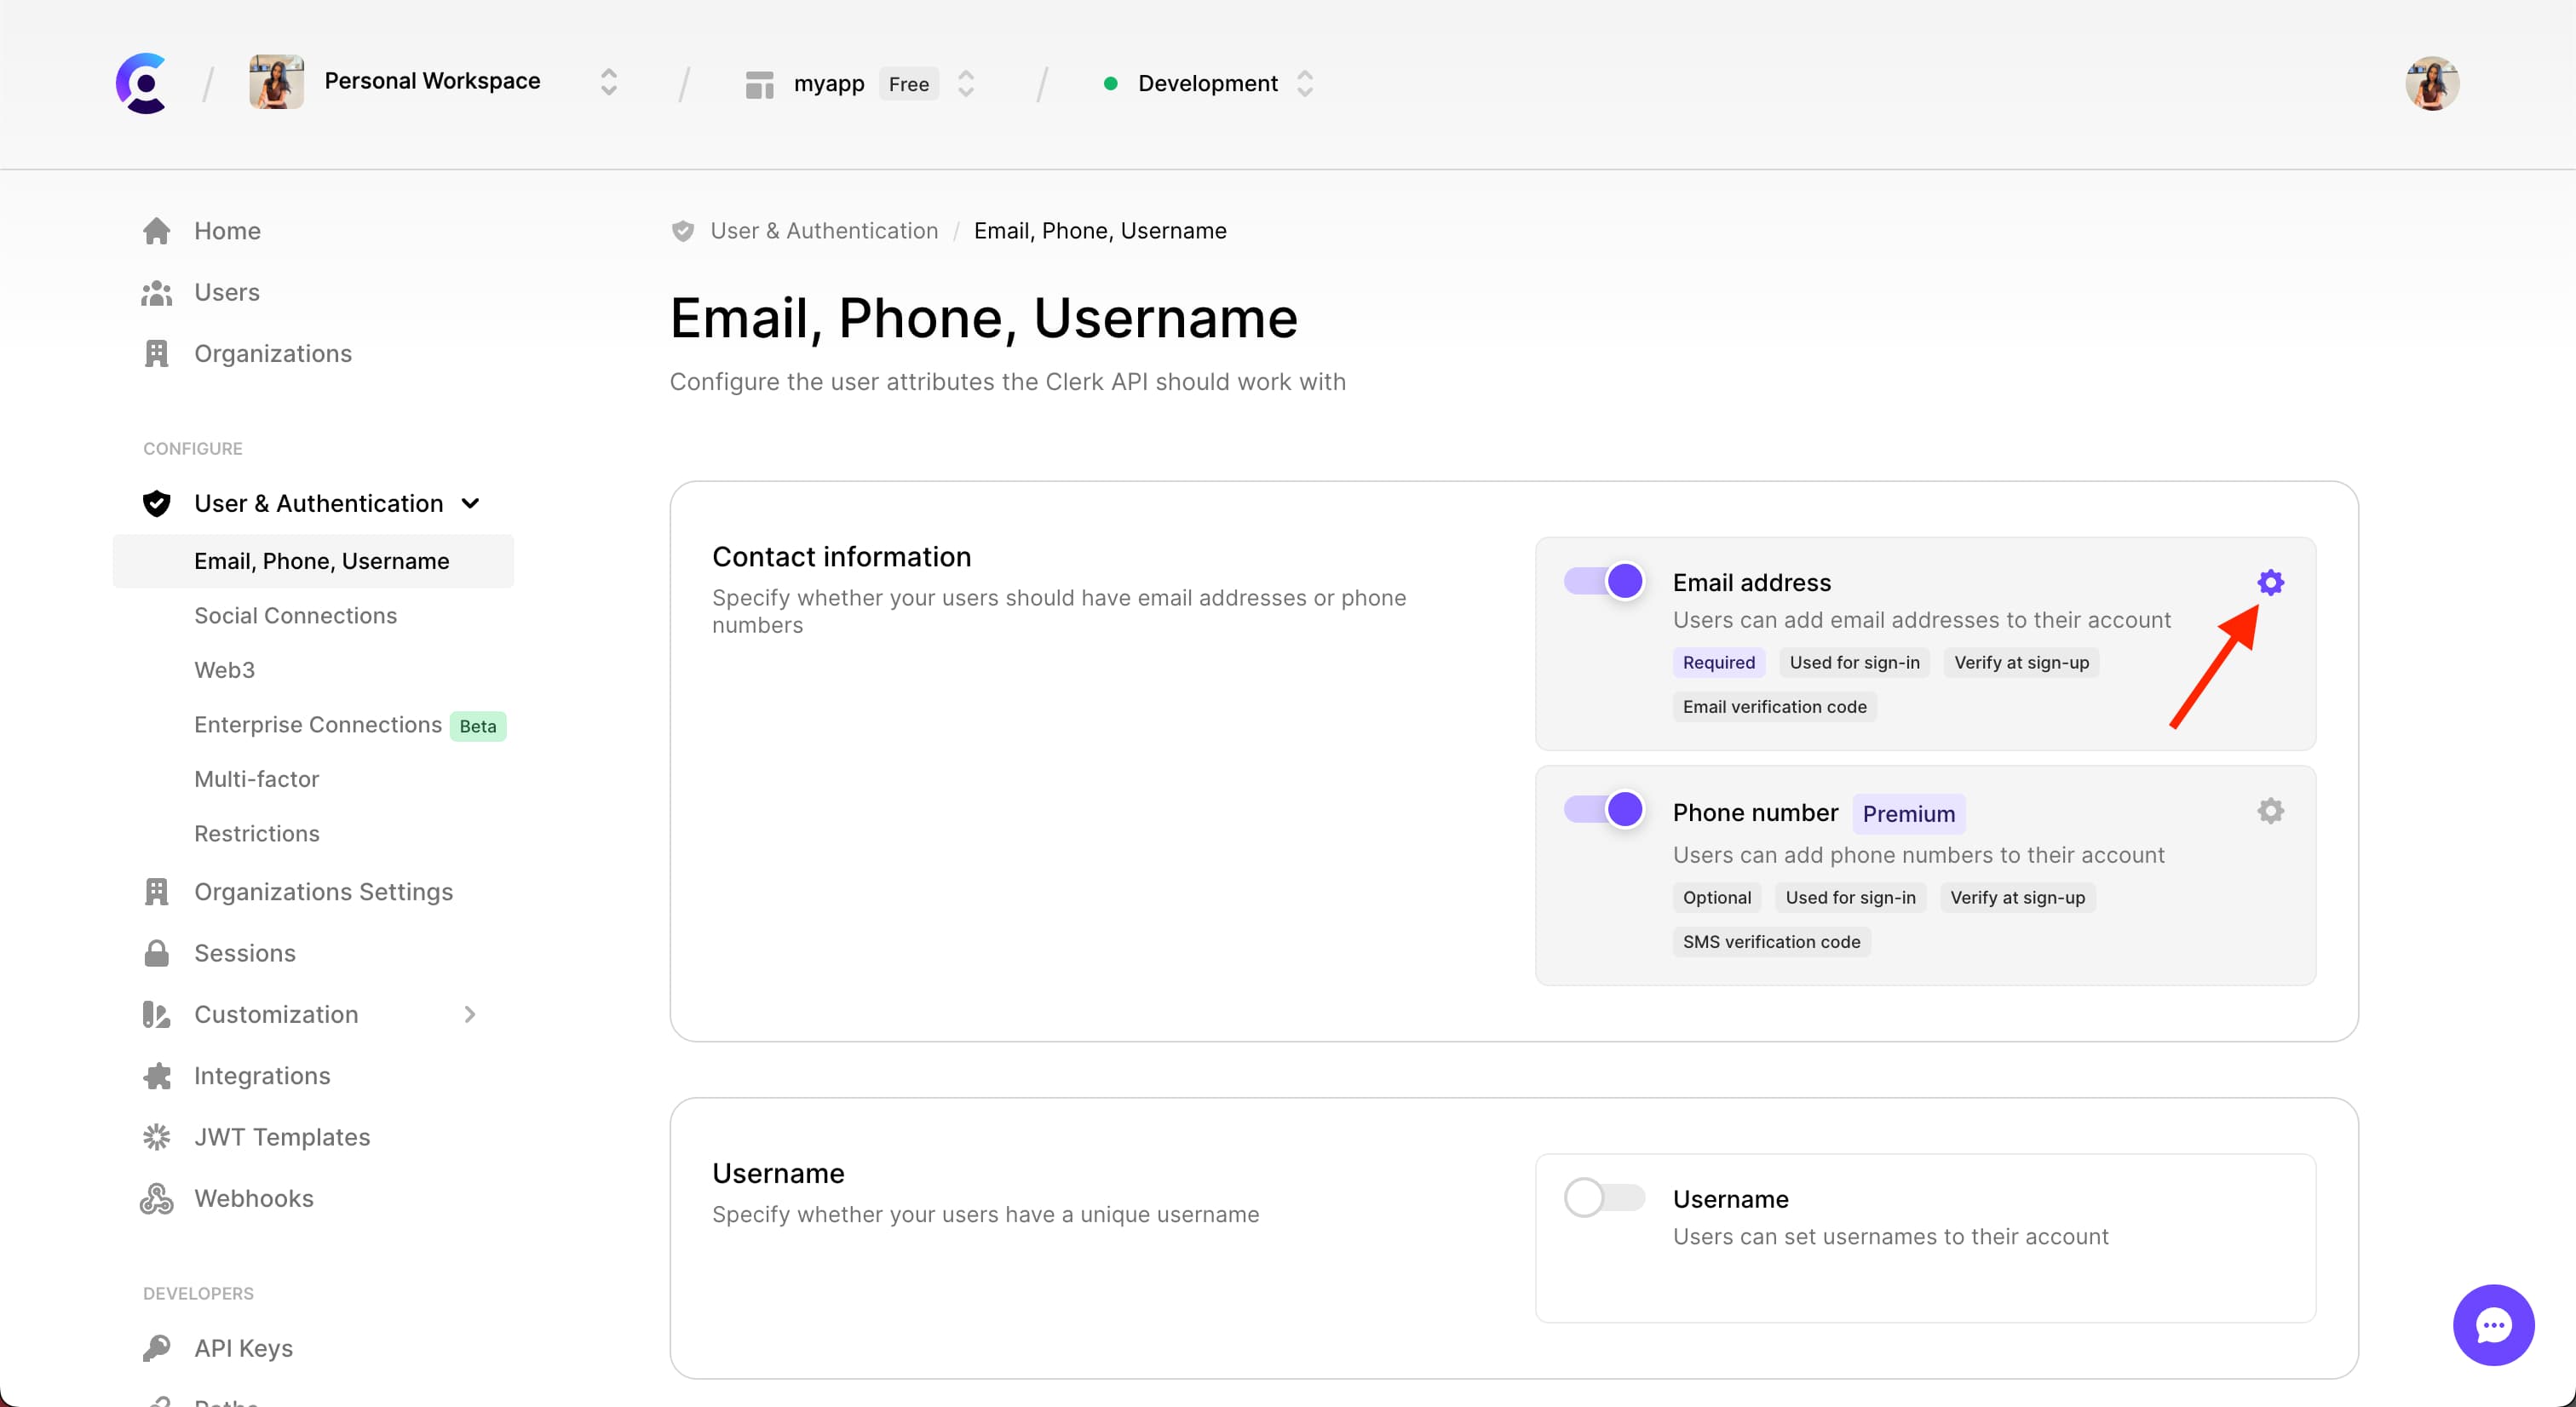 Personal Workspace
myapp Free
Development
Home
Users
Organizations
CONFIGURE
User & Authentication
Email, Phone, Username
Social Connections
Web3
Enterprise Connections Beta
Multi-factor
Restrictions
Organizations Settings
Sessions
Customization
Integrations
JWT Templates
Webhooks
DEVELOPERS
API Keys
User & Authentication / Email, Phone, Username
Email, Phone, Username
Configure the user attributes the Clerk API should work with
Contact information
Specify whether your users should have email addresses or phone
numbers
Email address
Users can add email addresses to their account
Required Used for sign-in Verify at sign-up
Email verification code
Phone number Premium
Users can add phone numbers to their account
Optional Used for sign-in Verify at sign-up
SMS verification code
Username
Specify whether your users have a unique username
Username
Users can set usernames to their account